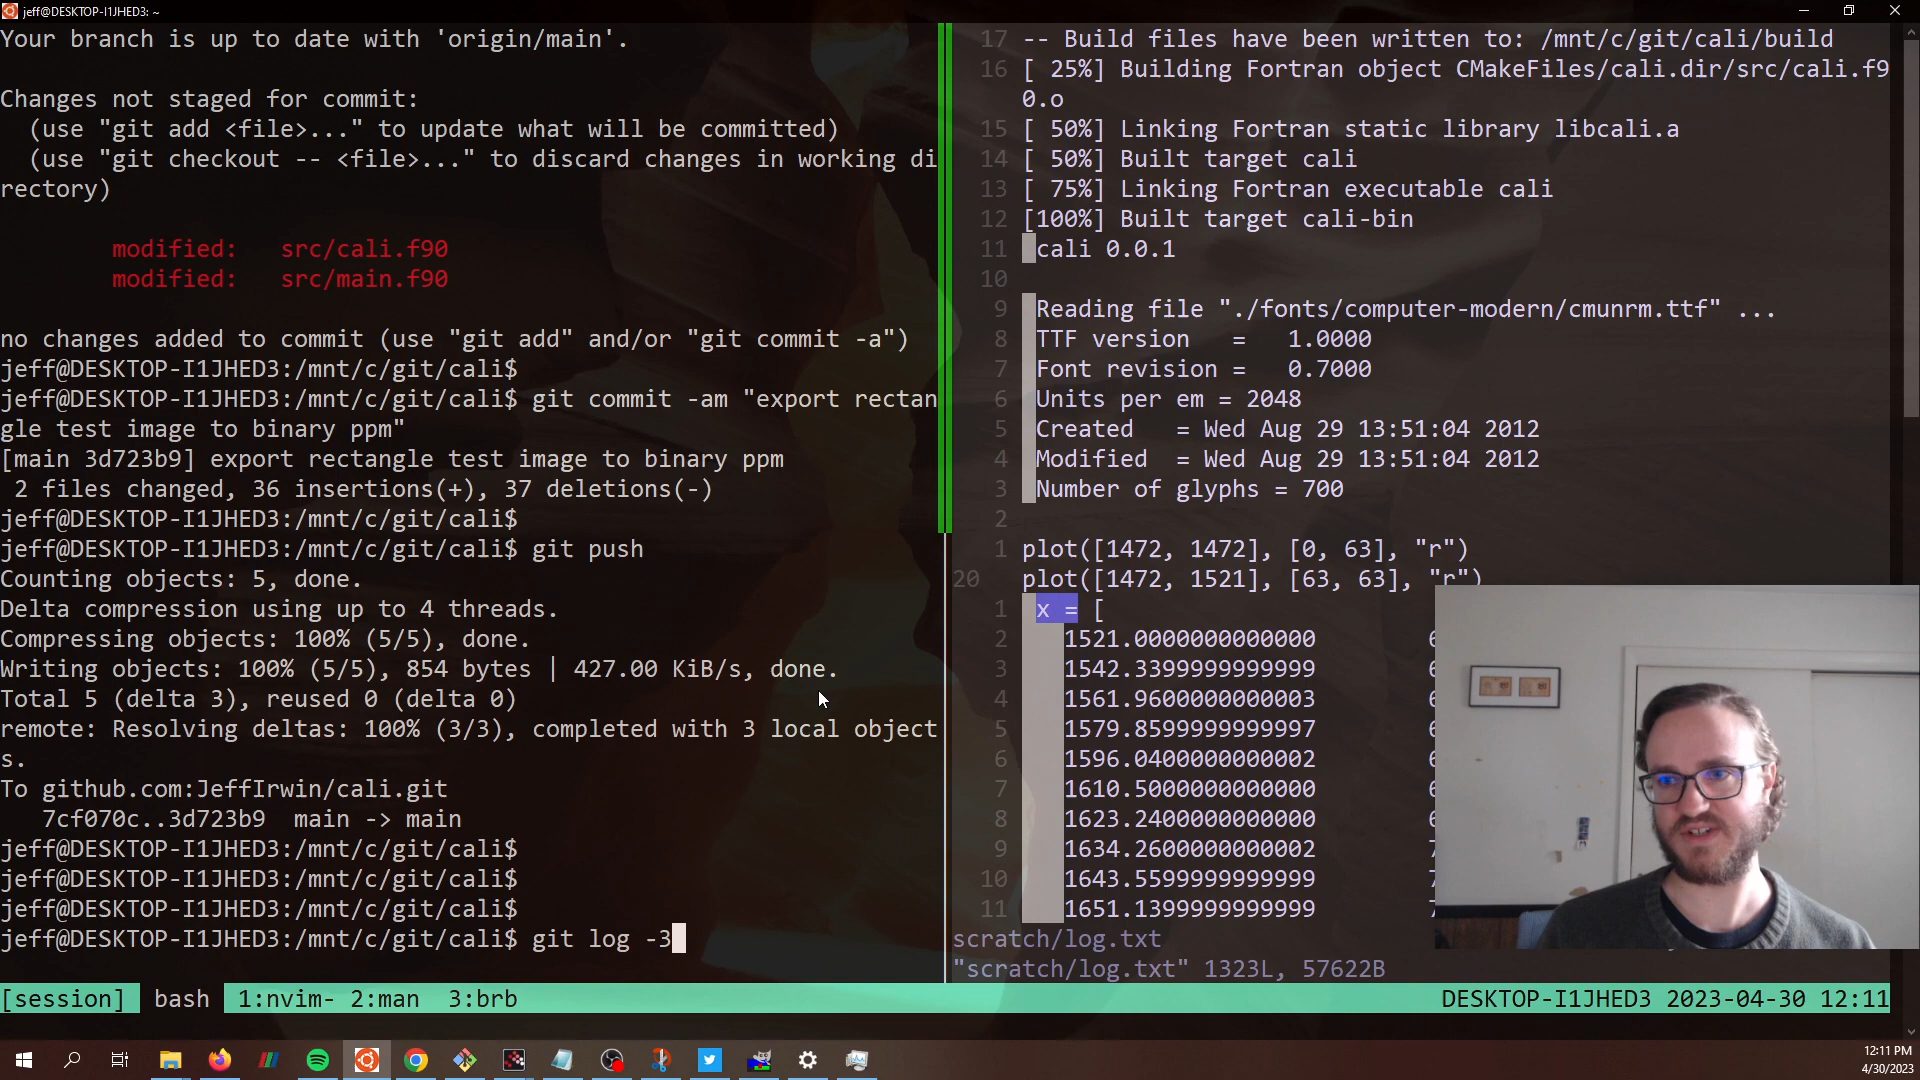 jeff@DESKTOP-I1JHED3: ~
Your branch is up to date with 'origin/main'.
Changes not staged for commit:
(use "git add <file>..." to update what will be committed)
(use "git checkout -- <file>..." to discard changes in working di
rectory)
modified:   src/cali.f90
modified:   src/main.f90
no changes added to commit (use "git add" and/or "git commit -a")
jeff@DESKTOP-I1JHED3:/mnt/c/git/cali$
jeff@DESKTOP-I1JHED3:/mnt/c/git/cali$ git commit -am "export rectan
gle test image to binary ppm"
[main 3d723b9] export rectangle test image to binary ppm
2 files changed, 36 insertions(+), 37 deletions(-)
jeff@DESKTOP-I1JHED3:/mnt/c/git/cali$
jeff@DESKTOP-I1JHED3:/mnt/c/git/cali$ git push
Counting objects: 5, done.
Delta compression using up to 4 threads.
Compressing objects: 100% (5/5), done.
Writing objects: 100% (5/5), 854 bytes | 427.00 KiB/s, done.
Total 5 (delta 3), reused 0 (delta 0)
remote: Resolving deltas: 100% (3/3), completed with 3 local object
s.
To github.com:JeffIrwin/cali.git
7cf070c..3d723b9  main -> main
jeff@DESKTOP-I1JHED3:/mnt/c/git/cali$
jeff@DESKTOP-I1JHED3:/mnt/c/git/cali$
jeff@DESKTOP-I1JHED3:/mnt/c/git/cali$
jeff@DESKTOP-I1JHED3:/mnt/c/git/cali$ git log -3
17 -- Build files have been written to: /mnt/c/git/cali/build
16 [ 25%] Building Fortran object CMakeFiles/cali.dir/src/cali.f9
0.o
15 [ 50%] Linking Fortran static library libcali.a
14 [ 50%] Built target cali
13 [ 75%] Linking Fortran executable cali
12 [100%] Built target cali-bin
11 cali 0.0.1
10
9 Reading file "./fonts/computer-modern/cmunrm.ttf" ...
8 TTF version   =   1.0000
7 Font revision =   0.7000
6 Units per em = 2048
5 Created   = Wed Aug 29 13:51:04 2012
4 Modified  = Wed Aug 29 13:51:04 2012
3 Number of glyphs = 700
2
1 plot([1472, 1472], [0, 63], "r")
20 plot([1472, 1521], [63, 63], "r")
1 x = [
2 1521.0000000000000 6
3 1542.3399999999999 6
4 1561.9600000000003 6
5 1579.8599999999997 6
6 1596.0400000000002 6
7 1610.5000000000000 6
8 1623.2400000000000 6
9 1634.2600000000002 7
10 1643.5599999999999 7
11 1651.1399999999999 7
scratch/log.txt
"scratch/log.txt" 1323L, 57622B
[session] bash 1:nvim- 2:man 3:brb DESKTOP-I1JHED3 2023-04-30 12:11
12:11 PM
4/30/2023